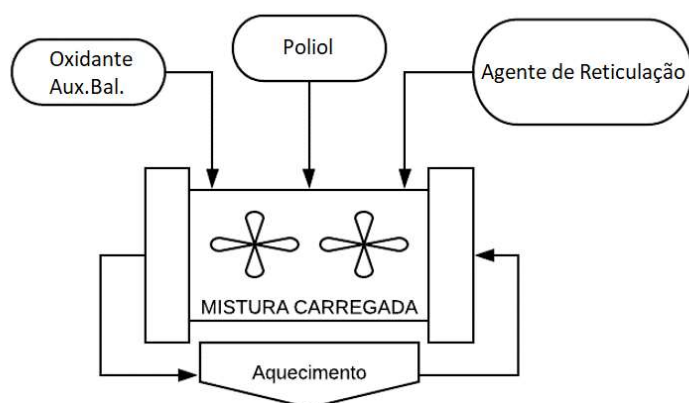 Oxidante
Aux.Bal.
Poliol
Agente de Reticulação
MISTURA CARREGADA
Aquecimento